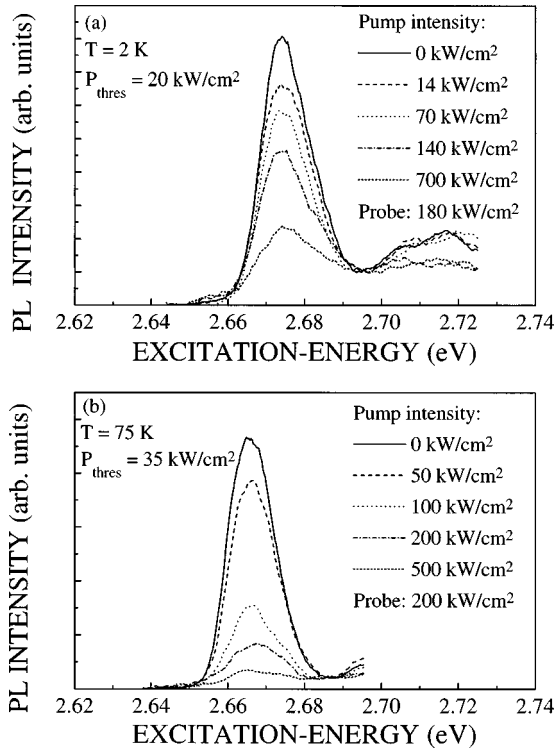 (a)
T = 2 K
Pthres = 20 kW/cm²
Pump intensity:
0 kW/cm²
14 kW/cm²
70 kW/cm²
140 kW/cm²
700 kW/cm²
Probe: 180 kW/cm²
PL INTENSITY (arb. units)
2.62 2.64 2.66 2.68 2.70 2.72 2.74
EXCITATION-ENERGY (eV)
(b)
T = 75 K
Pthres = 35 kW/cm²
Pump intensity:
0 kW/cm²
50 kW/cm²
100 kW/cm²
200 kW/cm²
500 kW/cm²
Probe: 200 kW/cm²
PL INTENSITY (arb. units)
2.62 2.64 2.66 2.68 2.70 2.72 2.74
EXCITATION-ENERGY (eV)